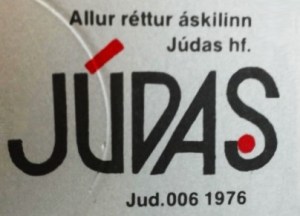 Allur réttur áskilinn
Júdas hf.
JÚDAS
Jud.006 1976